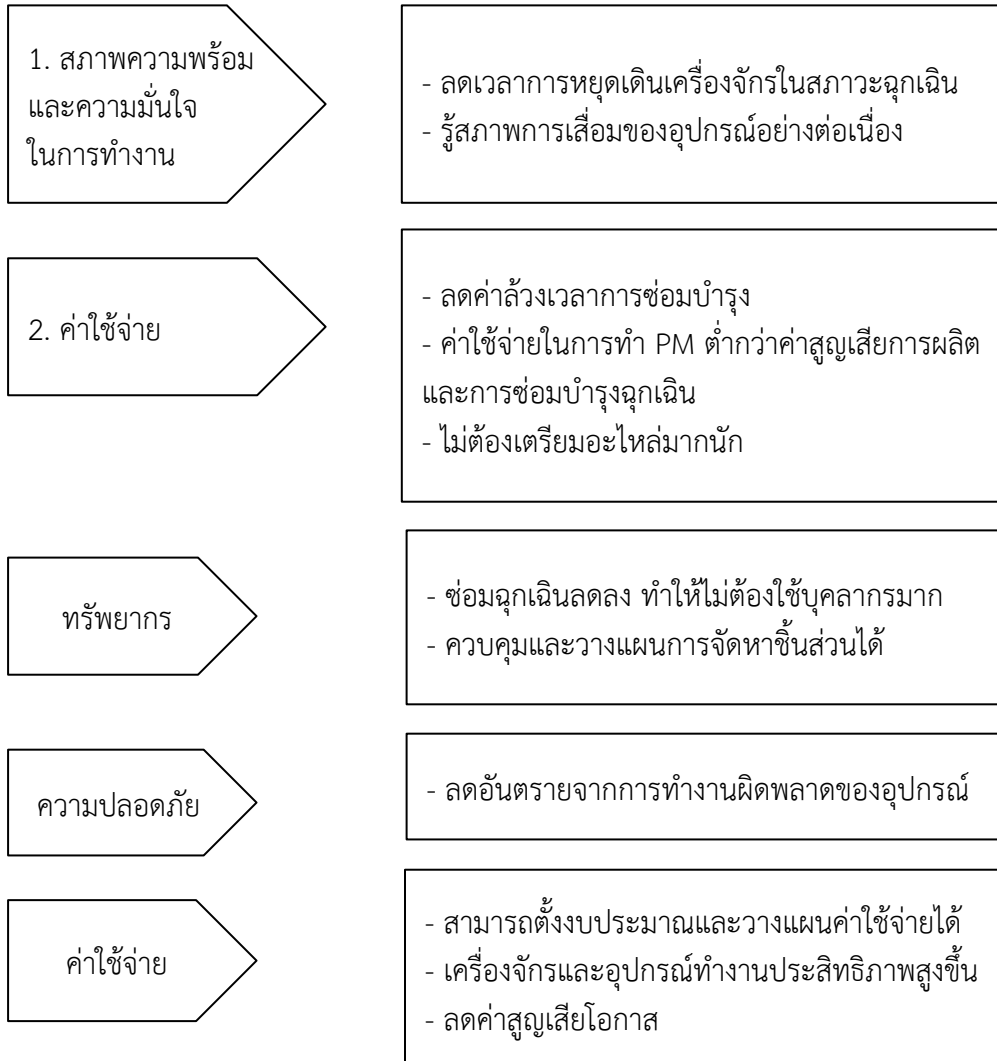 1. สภาพความพร้อม
และความมั่นใจ
ในการทำงาน
- ลดเวลาการหยุดเดินเครื่องจักรในสภาวะฉุกเฉิน
- รู้สภาพการเสื่อมของอุปกรณ์อย่างต่อเนื่อง
2. ค่าใช้จ่าย
- ลดค่าล้วงเวลาการซ่อมบำรุง
- ค่าใช้จ่ายในการทำ PM ต่ำกว่าค่าสูญเสียการผลิต
และการซ่อมบำรุงฉุกเฉิน
- ไม่ต้องเตรียมอะไหล่มากนัก
ทรัพยากร
- ซ่อมฉุกเฉินลดลง ทำให้ไม่ต้องใช้บุคลากรมาก
- ควบคุมและวางแผนการจัดหาชิ้นส่วนได้
ความปลอดภัย
- ลดอันตรายจากการทำงานผิดพลาดของอุปกรณ์
ค่าใช้จ่าย
- สามารถตั้งงบประมาณและวางแผนค่าใช้จ่ายได้
- เครื่องจักรและอุปกรณ์ทำงานประสิทธิภาพสูงขึ้น
- ลดค่าสูญเสียโอกาส